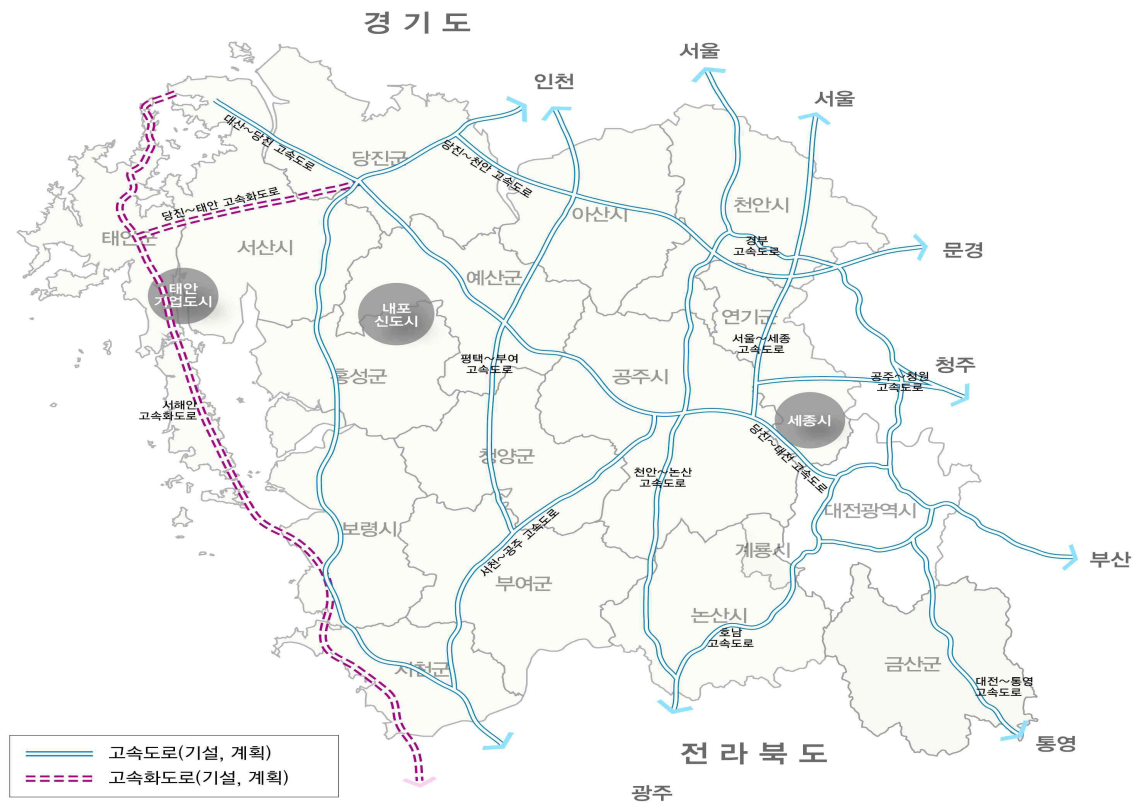 경기도
서울
인천
서울
대산~당진 고속도로
당진군
당진~천안 고속도로
당진~태안 고속화도로
아산시
천안시
태안군
서산시
경부
고속도로
문경
예산군
태안
기업도시
내포
신도시
연기군
서울~세종
고속도로
평택~부여
고속도로
홍성군
공주시
청주
공주~청원
고속도로
서해안
고속화도로
세종시
당진~대전 고속도로
청양군
천안~논산
고속도로
대전광역시
보령시
서천~공주 고속도로
계룡시
부산
부여군
논산시
호남
고속도로
서천군
금산군
대전~통영
고속도로
통영
전라북도
광주
고속도로(기설, 계획)
고속화도로(기설, 계획)